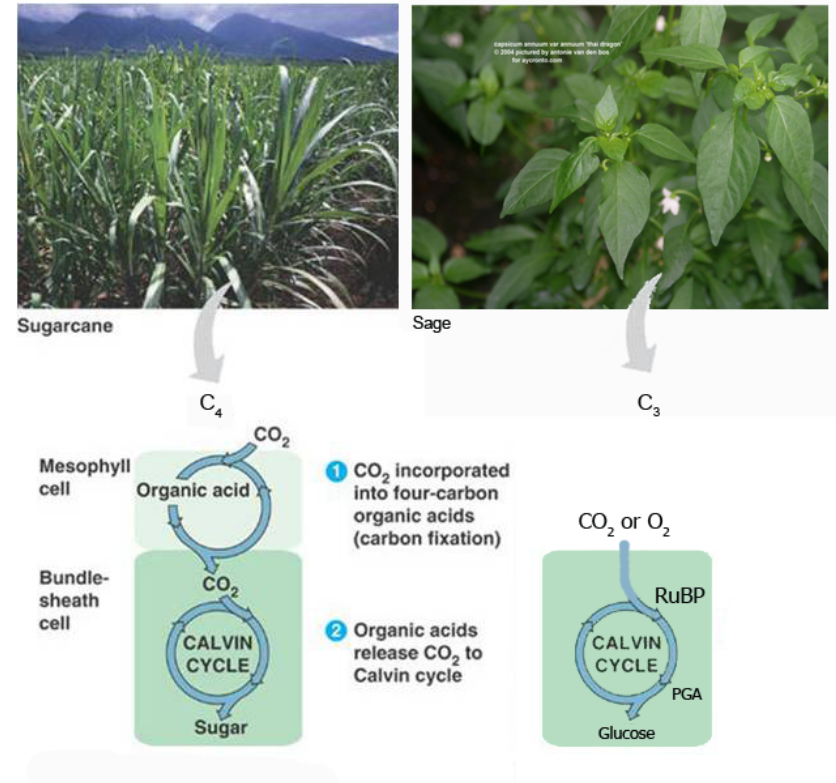 capsicum annuum var annuum 'thai dragon'
© 2004 pictured by antonie van den bos
for aycronto.com
Sugarcane
Sage
C₄
C₃
CO₂
Mesophyll
cell
Organic acid
1 CO₂ incorporated
into four-carbon
organic acids
(carbon fixation)
CO₂ or O₂
Bundle-
sheath
cell
CO₂
CALVIN
CYCLE
Sugar
2 Organic acids
release CO₂ to
Calvin cycle
RuBP
CALVIN
CYCLE
PGA
Glucose